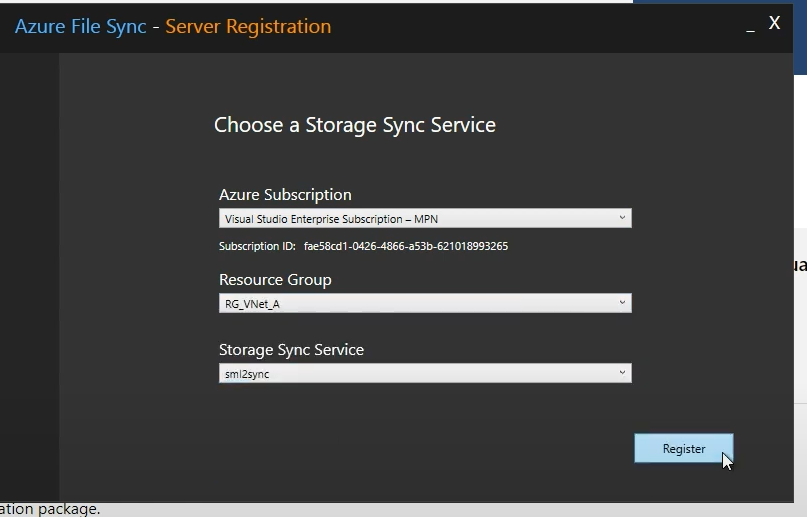 Azure File Sync - Server Registration
_ X
Choose a Storage Sync Service
Azure Subscription
Visual Studio Enterprise Subscription – MPN
Subscription ID: fae58cd1-0426-4866-a53b-621018993265
Resource Group
RG_VNet_A
Storage Sync Service
sml2sync
Register
ua
ation package.